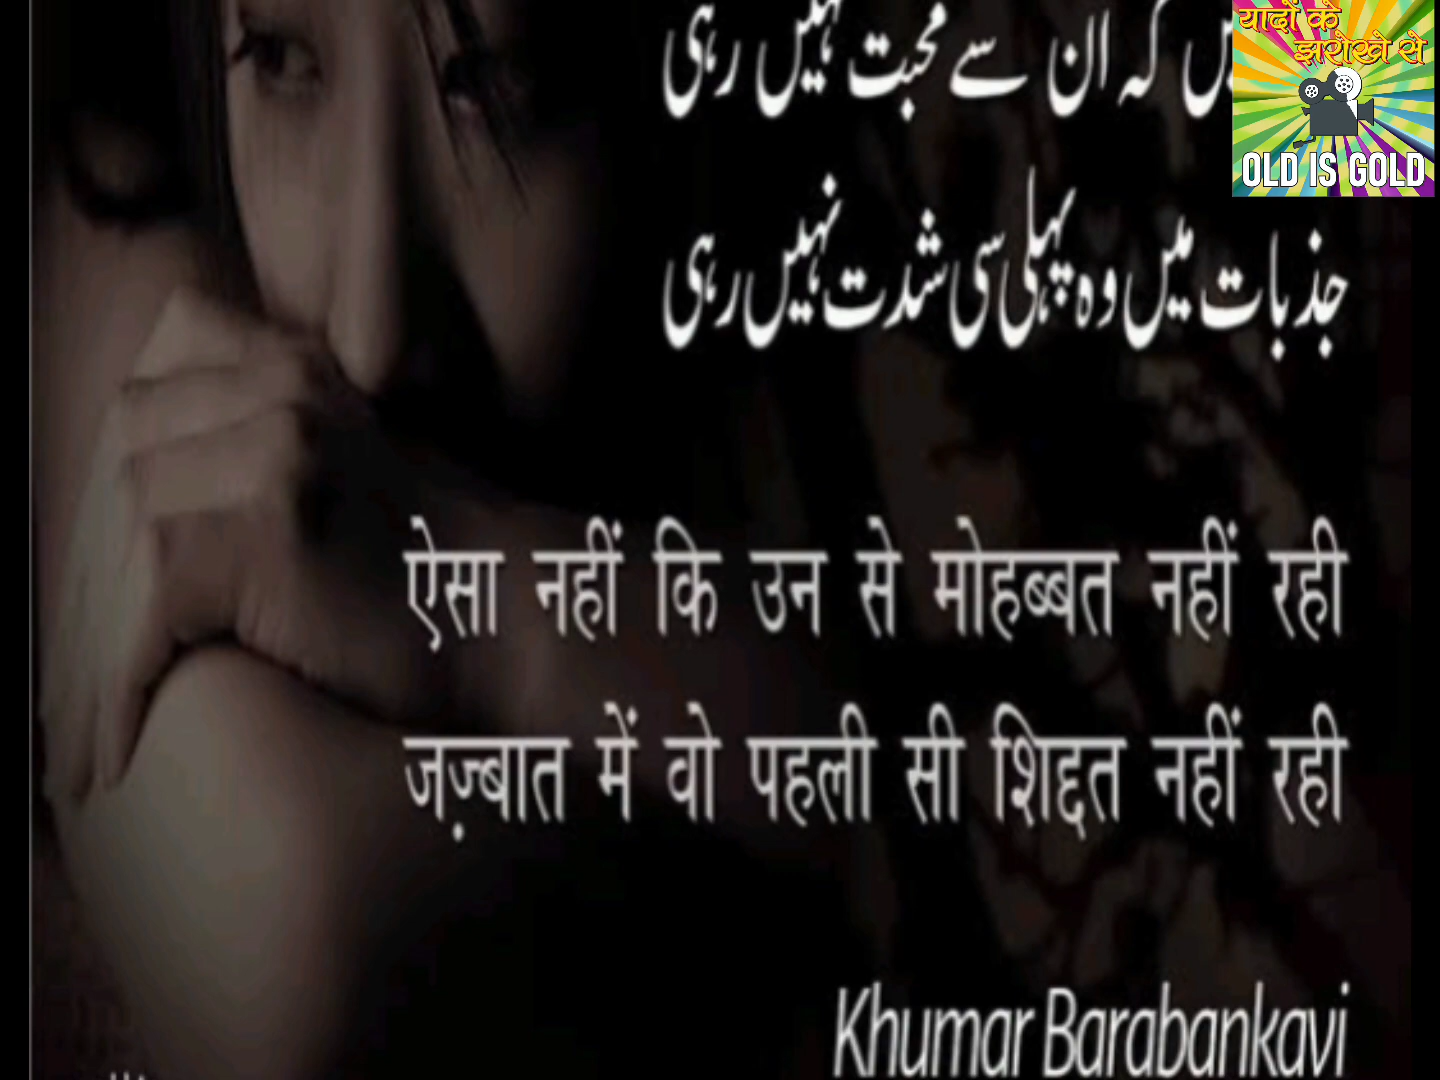 کہ ان سے محبت نہیں رہی
यादों के
झरोखे से
OLD IS GOLD
جذبات میں وہ پہلی سی شدت نہیں رہی
ऐसा नहीं कि उन से मोहब्बत नहीं रही
जज़्बात में वो पहली सी शिद्दत नहीं रही
Khumar Barabankavi